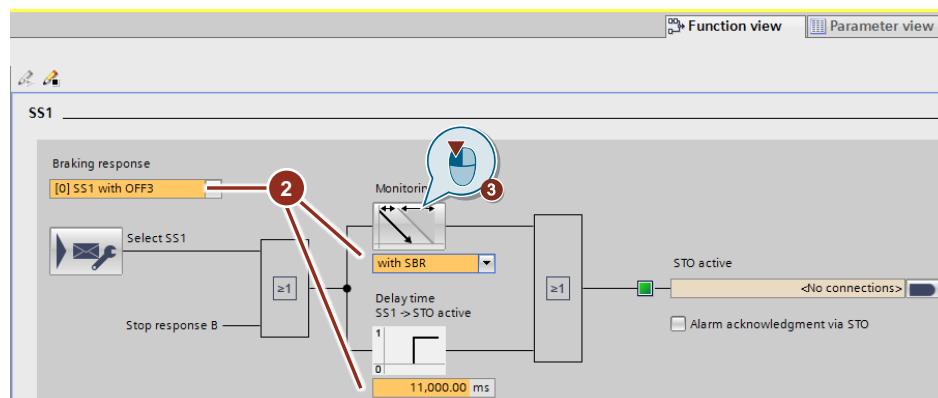 Function view
Parameter view
SS1
Braking response
[0] SS1 with OFF3
2
Monitorin
3
Select SS1
with SBR
STO active
≥1
≥1
<No connections>
Delay time
SS1 -> STO active
Stop response B
1
Alarm acknowledgment via STO
0
11,000.00 ms